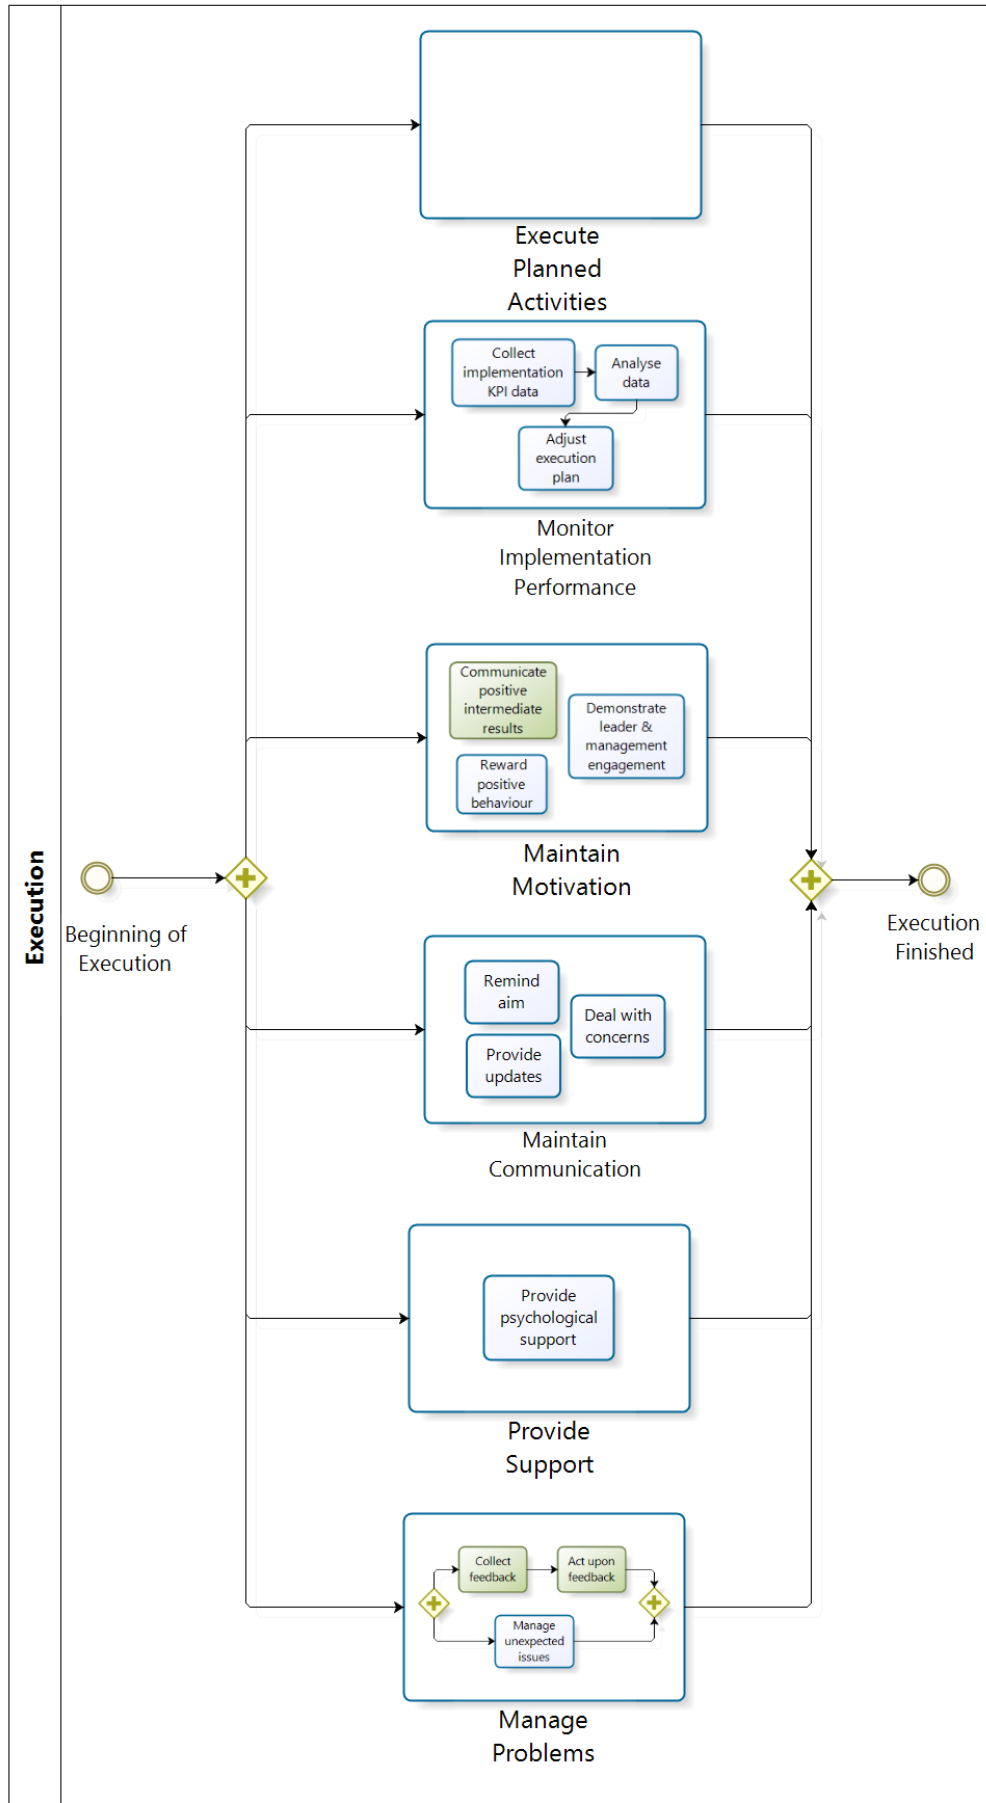 Execution
Beginning of
Execution
Execute
Planned
Activities
Collect
implementation
KPI data
Analyse
data
Adjust
execution
plan
Monitor
Implementation
Performance
Communicate
positive
intermediate
results
Demonstrate
leader &
management
engagement
Reward
positive
behaviour
Maintain
Motivation
Remind
aim
Deal with
concerns
Provide
updates
Maintain
Communication
Provide
psychological
support
Provide
Support
Collect
feedback
Act upon
feedback
Manage
unexpected
issues
Manage
Problems
Execution
Finished